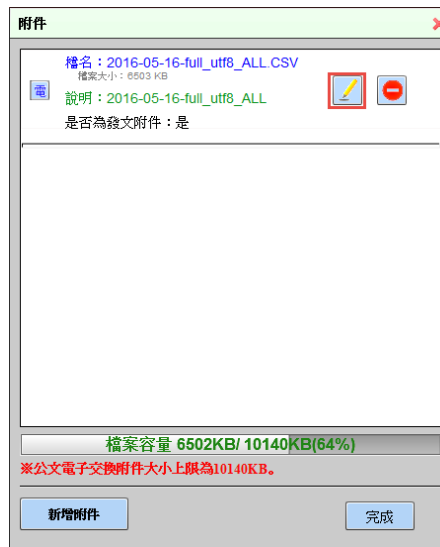 附件
檔名：2016-05-16-full_utf8_ALL.CSV
檔案大小：6503 KB
電
說明：2016-05-16-full_utf8_ALL
是否為發文附件：是
檔案容量 6502KB/ 10140KB(64%)
※公文電子交換附件大小上限為10140KB。
新增附件
完成